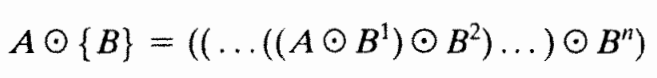 A ⊙ {B} = ((...((A ⊙ B¹) ⊙ B²)...) ⊙ Bⁿ)